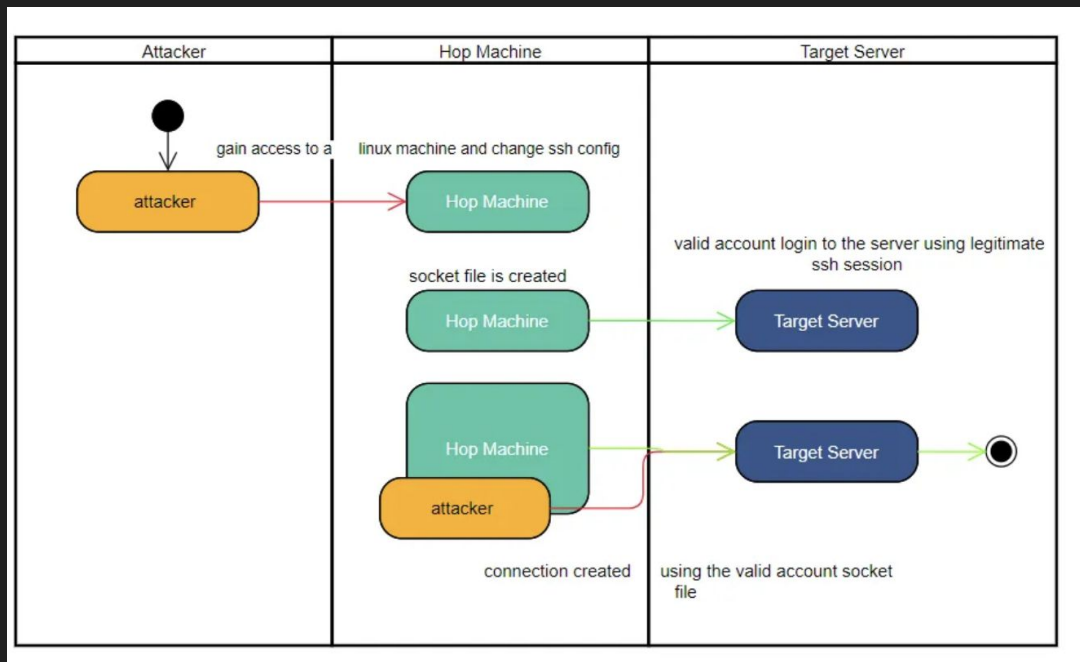 Attacker
Hop Machine
Target Server
gain access to a linux machine and change ssh config
attacker
Hop Machine
valid account login to the server using legitimate
ssh session
socket file is created
Hop Machine
Target Server
Hop Machine
Target Server
attacker
connection created using the valid account socket
file